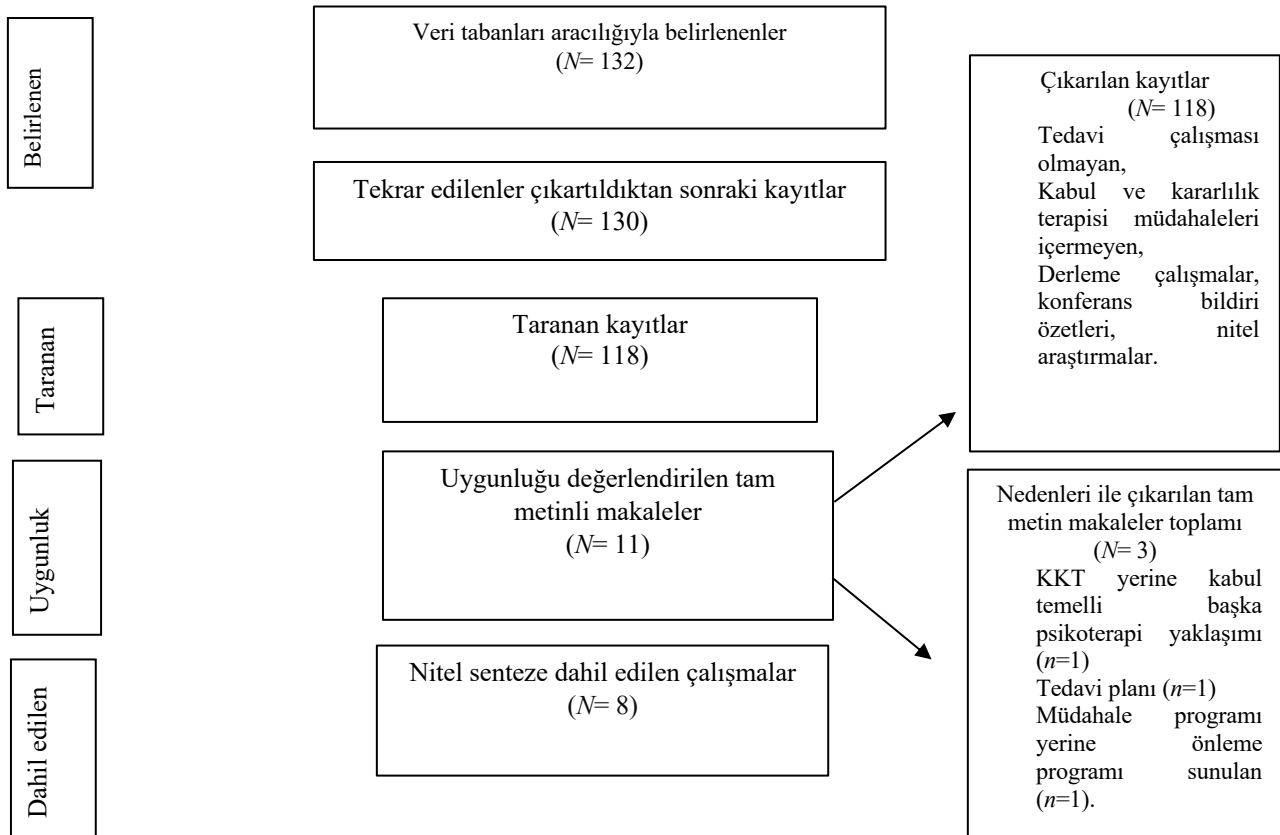 Belirlenen
Veri tabanları aracılığıyla belirlenenler
(N= 132)
Tekrar edilenler çıkartıldıktan sonraki kayıtlar
(N= 130)
Çıkarılan kayıtlar
(N= 118)
Tedavi çalışması
olmayan,
Kabul ve kararlılık
terapisi müdahaleleri
içermeyen,
Derleme çalışmalar,
konferans bildiri
özetleri, nitel
araştırmalar.
Taranan
Taranan kayıtlar
(N= 118)
Uygunluk
Uygunluğu değerlendirilen tam
metinli makaleler
(N= 11)
Nedenleri ile çıkarılan tam
metin makaleler toplamı
(N= 3)
KKT yerine kabul
temelli başka
psikoterapi yaklaşımı
(n=1)
Tedavi planı (n=1)
Müdahale programı
yerine önleme
programı sunulan
(n=1).
Dahil edilen
Nitel senteze dahil edilen çalışmalar
(N= 8)